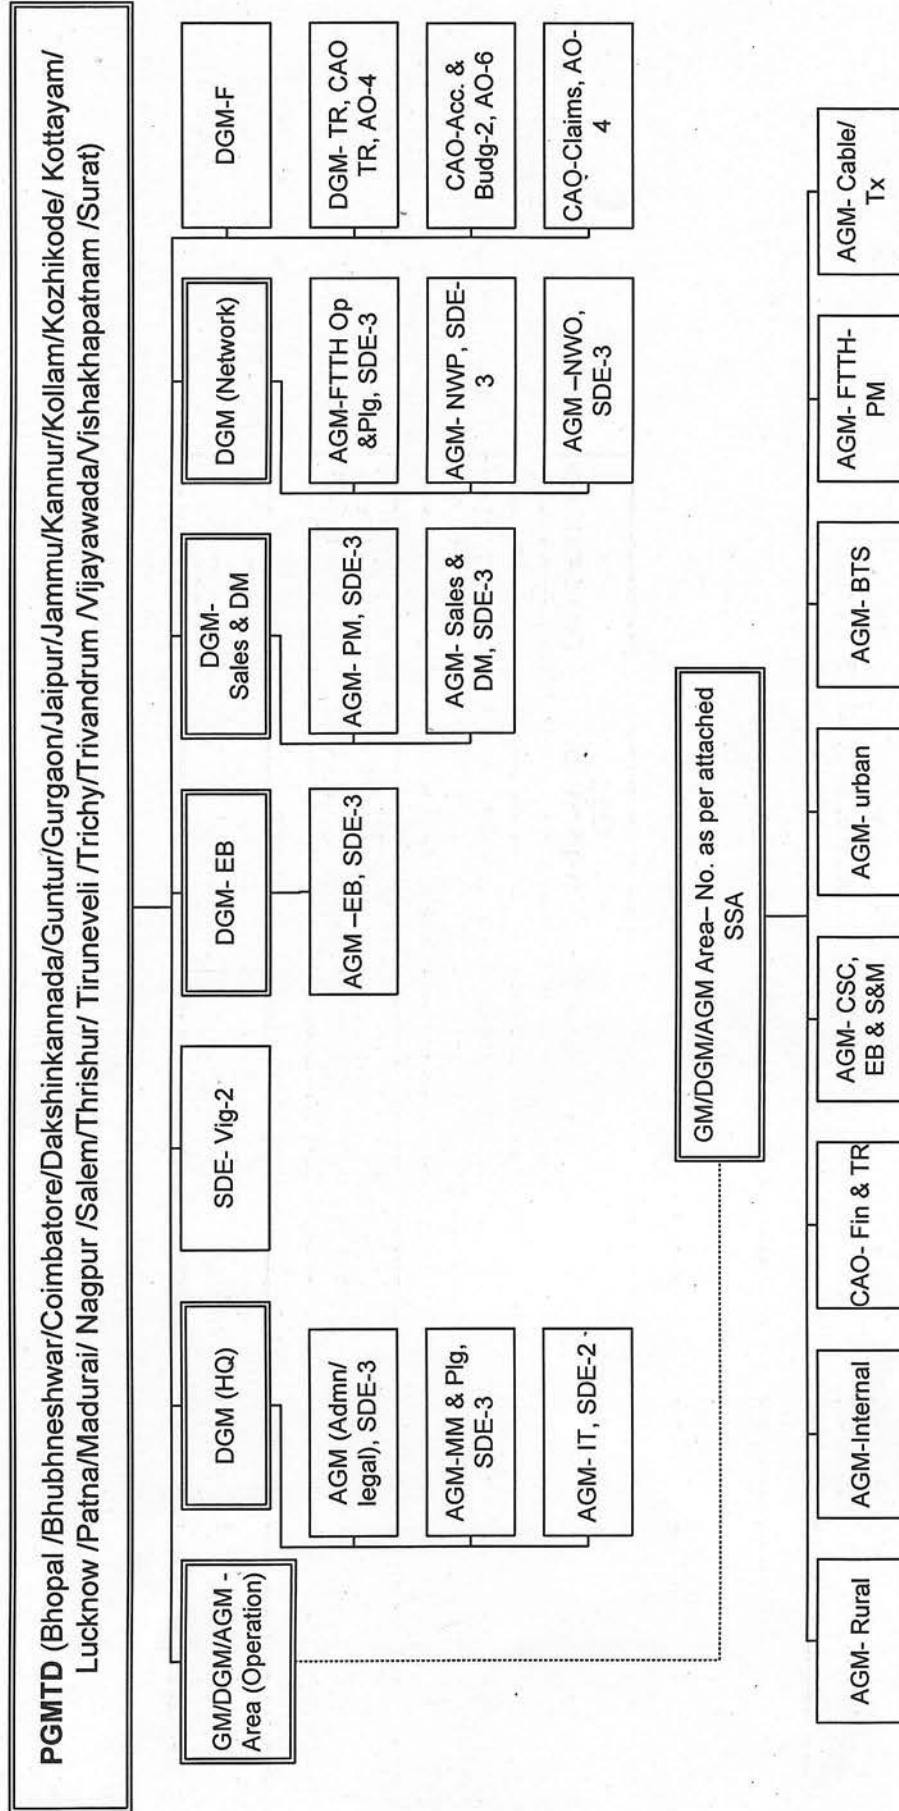 PGMTD (Bhopal /Bhubhneshwar/Coimbatore/Dakshinkannada/Guntur/Gurgaon/Jaipur/Jammu/Kannur/Kollam/Kozhikode/ Kottayam/
Lucknow /Patna/Madurai/ Nagpur /Salem/Thrishur/ Tiruneveli /Trichy/Trivandrum /Vijayawada/Vishakhapatnam /Surat)
GM/DGM/AGM -
Area (Operation)
DGM (HQ)
AGM (Admn/
legal), SDE-3
AGM-MM & Plg,
SDE-3
AGM- IT, SDE-2
SDE- Vig-2
DGM- EB
AGM –EB, SDE-3
DGM-
Sales & DM
AGM- PM, SDE-3
AGM- Sales &
DM, SDE-3
DGM (Network)
AGM-FTTH Op
&Plg, SDE-3
AGM- NWP, SDE-
3
AGM –NWO,
SDE-3
DGM-F
DGM- TR, CAO
TR, AO-4
CAO-Acc. &
Budg-2, AO-6
CAO-Claims, AO-
4
GM/DGM/AGM Area– No. as per attached
SSA
AGM- Rural
AGM-Internal
CAO- Fin & TR
AGM- CSC,
EB & S&M
AGM- urban
AGM- BTS
AGM- FTTH-
PM
AGM- Cable/
Tx